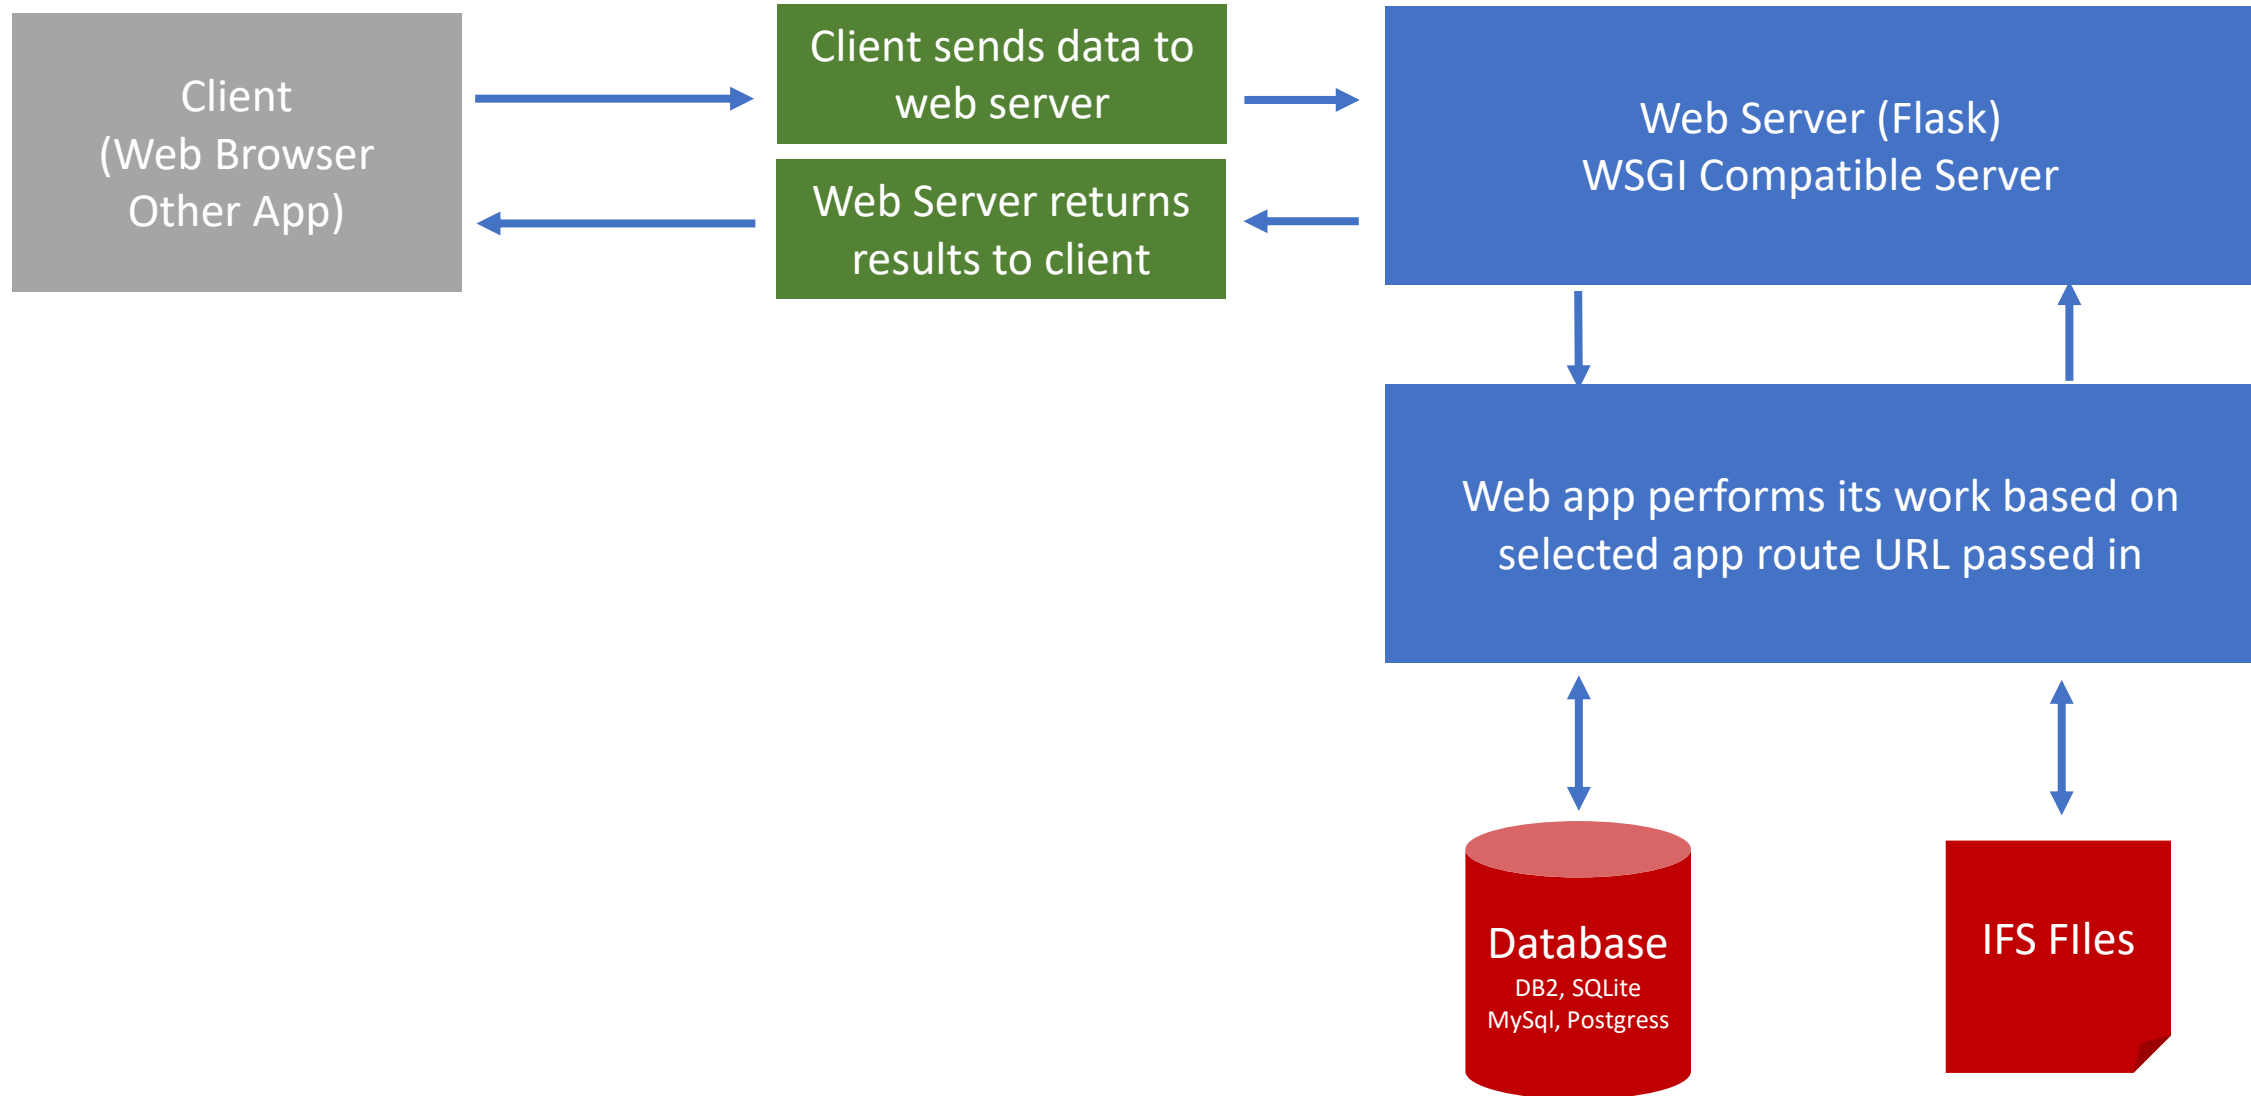 Client
(Web Browser
Other App)
Client sends data to
web server
Web Server returns
results to client
Web Server (Flask)
WSGI Compatible Server
Web app performs its work based on
selected app route URL passed in
Database
DB2, SQLite
MySql, Postgress
IFS FIles